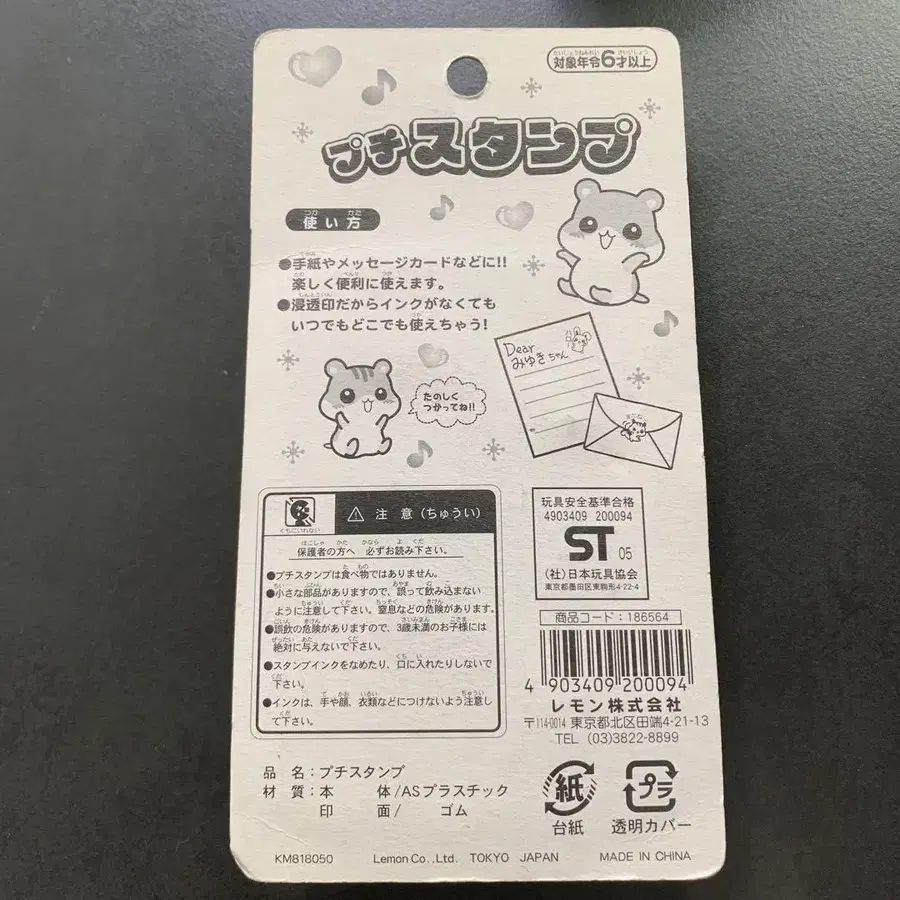 対象年令6才以上
プチスタンプ
使い方
●手紙やメッセージカードなどに!!
楽しく便利に使えます。
●浸透印だからインクがなくても
いつでもどこでも使えちゃう!
Dear
みゆきちゃん
たのしく
つかってね!!
くちにいれない
⚠ 注意(ちゅうい)
保護者の方へ 必ずお読み下さい。
●プチスタンプは食べ物ではありません。
●小さな部品がありますので、誤って飲み込まない
ように注意して下さい。窒息などの危険があります。
●誤飲の危険がありますので、3歳未満のお子様には
絶対に与えないで下さい。
●スタンプインクをなめたり、口に入れたりしないで
下さい。
●インクは、手や顔、衣類などにつけないよう注意し
て下さい。
玩具安全基準合格
4903409 200094
ST 05
(社)日本玩具協会
東京都墨田区東駒形4-22-4
商品コード:186564
4 903409 200094
レモン株式会社
〒114-0014 東京都北区田端4-21-13
TEL (03)3822-8899
品 名:プチスタンプ
材 質:本 体/ASプラスチック
印 面/ ゴム
紙
台紙
プラ
透明カバー
KM818050 Lemon Co.,Ltd. TOKYO JAPAN MADE IN CHINA